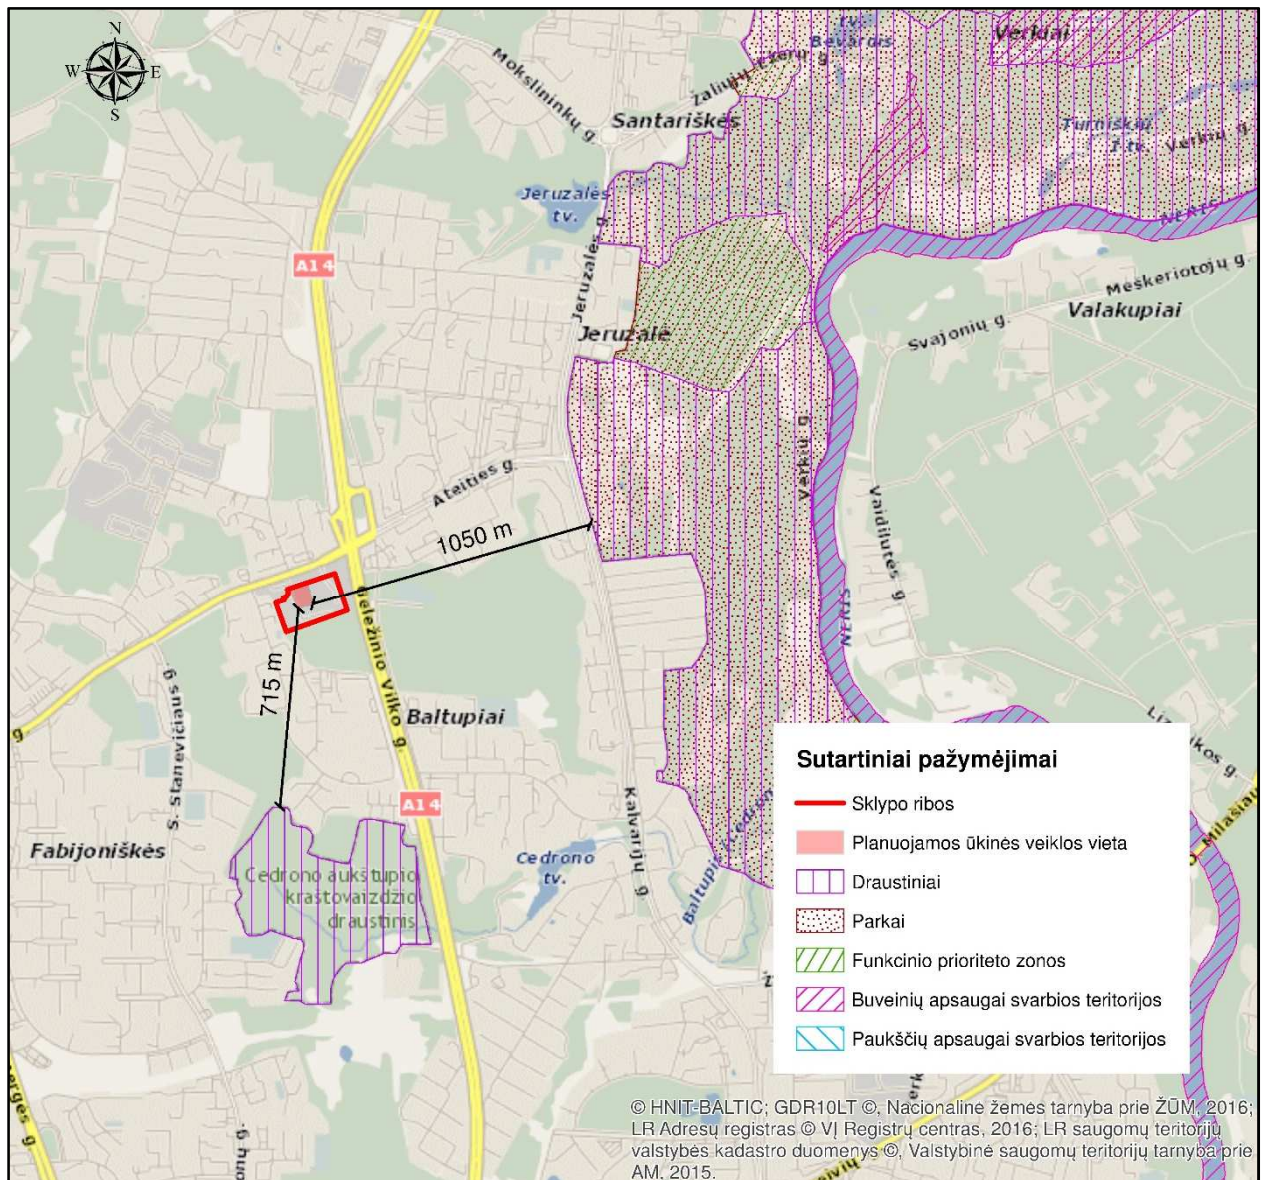 N
W E
S
Mokslininkų g.
Žaliųjų ežerų g.
Santariškės
Verkiai
Verkių g.
Jeruzalės
tv.
NERIS
A14
Jeruzalės g.
Mėškeriotojų g.
Valakupiai
Svajonių g.
Jeruzalė
Verkių g.
Ateities g.
1050 m
Vaidilutės g.
NERIS
Geležinio Vilko g.
715 m
S. Stanevičiaus g.
Baltupiai
g
A14
Kalvarijų g.
Fabijoniškės
Cedrono
tv.
Cedrono aukštupio
kraštovaizdžio
draustinis
Baltupis
Sutartiniai pažymėjimai
Sklypo ribos
Planuojamos ūkinės veiklos vieta
Draustiniai
Parkai
Funkcinio prioriteto zonos
Buveinių apsaugai svarbios teritorijos
Paukščių apsaugai svarbios teritorijos
© HNIT-BALTIC; GDR10LT ©, Nacionalinė žemės tarnyba prie ŽŪM, 2016;
LR Adresų registras © VĮ Registrų centras, 2016; LR saugomų teritorijų
valstybės kadastro duomenys ©, Valstybinė saugomų teritorijų tarnyba prie
AM, 2015.